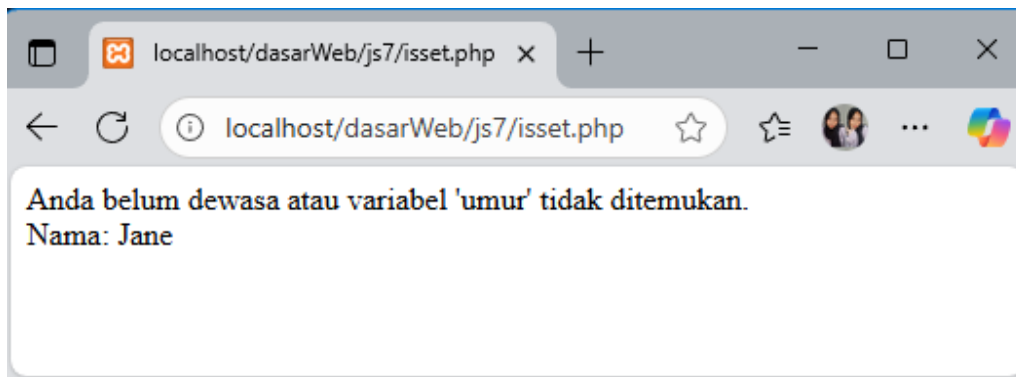 localhost/dasarWeb/js7/isset.php
localhost/dasarWeb/js7/isset.php
Anda belum dewasa atau variabel 'umur' tidak ditemukan.
Nama: Jane